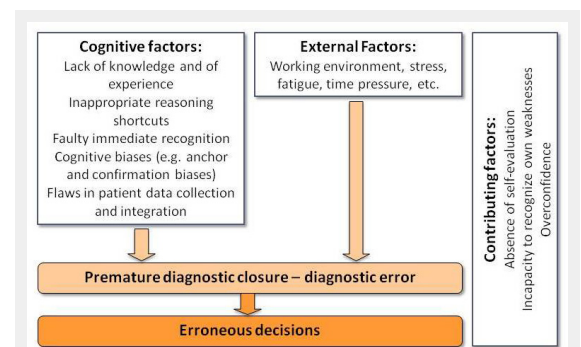 Cognitive factors:
Lack of knowledge and of
experience
Inappropriate reasoning
shortcuts
Faulty immediate recognition
Cognitive biases (e.g. anchor
and confirmation biases)
Flaws in patient data collection
and integration
External Factors:
Working environment, stress,
fatigue, time pressure, etc.
Contributing factors:
Absence of self-evaluation
Incapacity to recognize own weaknesses
Overconfidence
Premature diagnostic closure – diagnostic error
Erroneous decisions